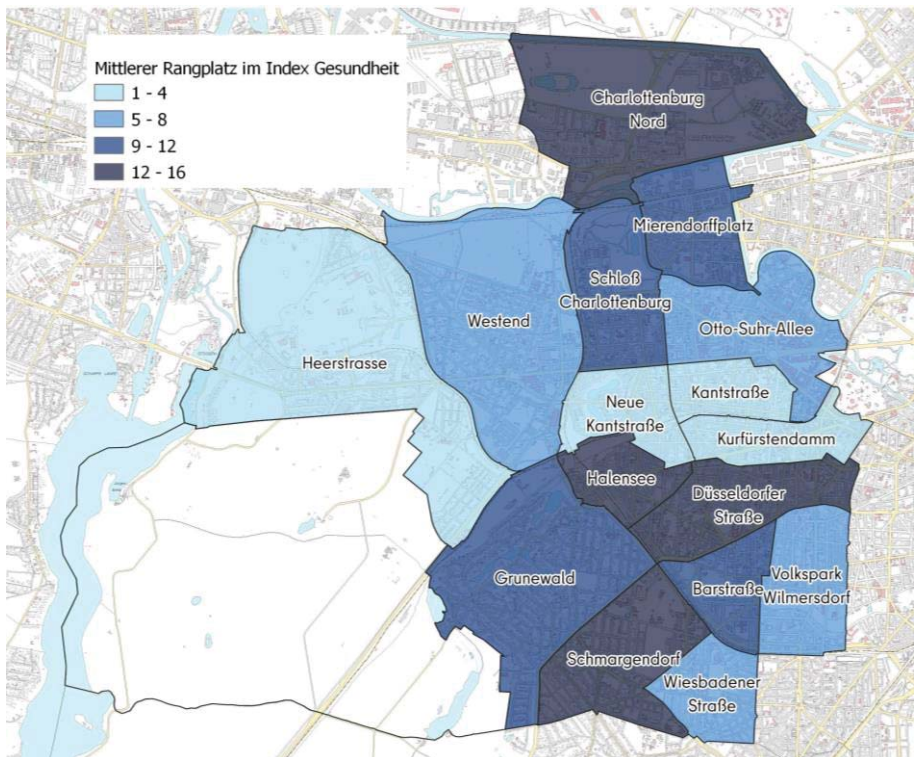 Mittlerer Rangplatz im Index Gesundheit
1 - 4
5 - 8
9 - 12
12 - 16
Charlottenburg
Nord
Mierendorffplatz
Schloß
Charlottenburg
Westend
Otto-Suhr-Allee
Heerstrasse
Kantstraße
Neue
Kantstraße
Kurfürstendamm
Halensee
Düsseldorfer
Straße
Grunewald
Barstraße
Volkspark
Wilmersdorf
Schmargendorf
Wiesbadener
Straße